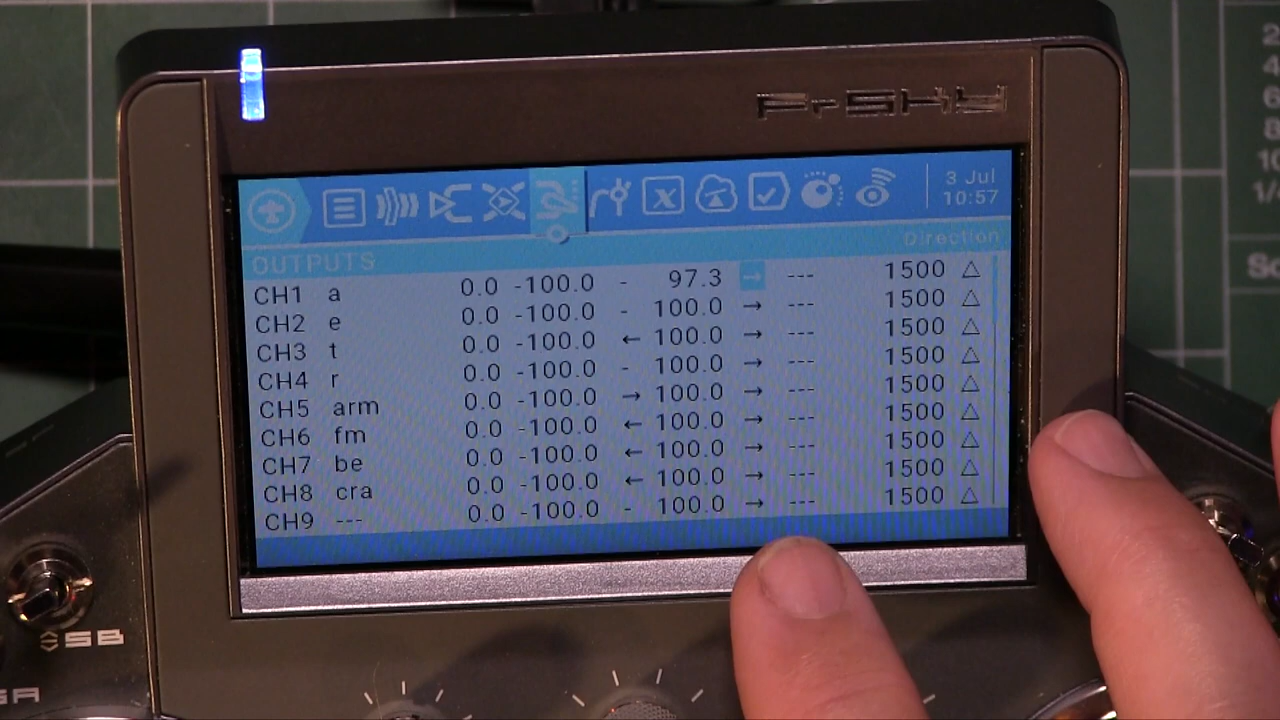 FrSKY
3 Jul
10:57
Direction
OUTPUTS
CH1 a 0.0 -100.0 - 97.3 → --- 1500 △
CH2 e 0.0 -100.0 - 100.0 → --- 1500 △
CH3 t 0.0 -100.0 ← 100.0 → --- 1500 △
CH4 r 0.0 -100.0 - 100.0 → --- 1500 △
CH5 arm 0.0 -100.0 → 100.0 → --- 1500 △
CH6 fm 0.0 -100.0 ← 100.0 → --- 1500 △
CH7 be 0.0 -100.0 ← 100.0 → --- 1500 △
CH8 cra 0.0 -100.0 ← 100.0 → --- 1500 △
CH9 --- 0.0 -100.0 - 100.0 → --- 1500 △
SB